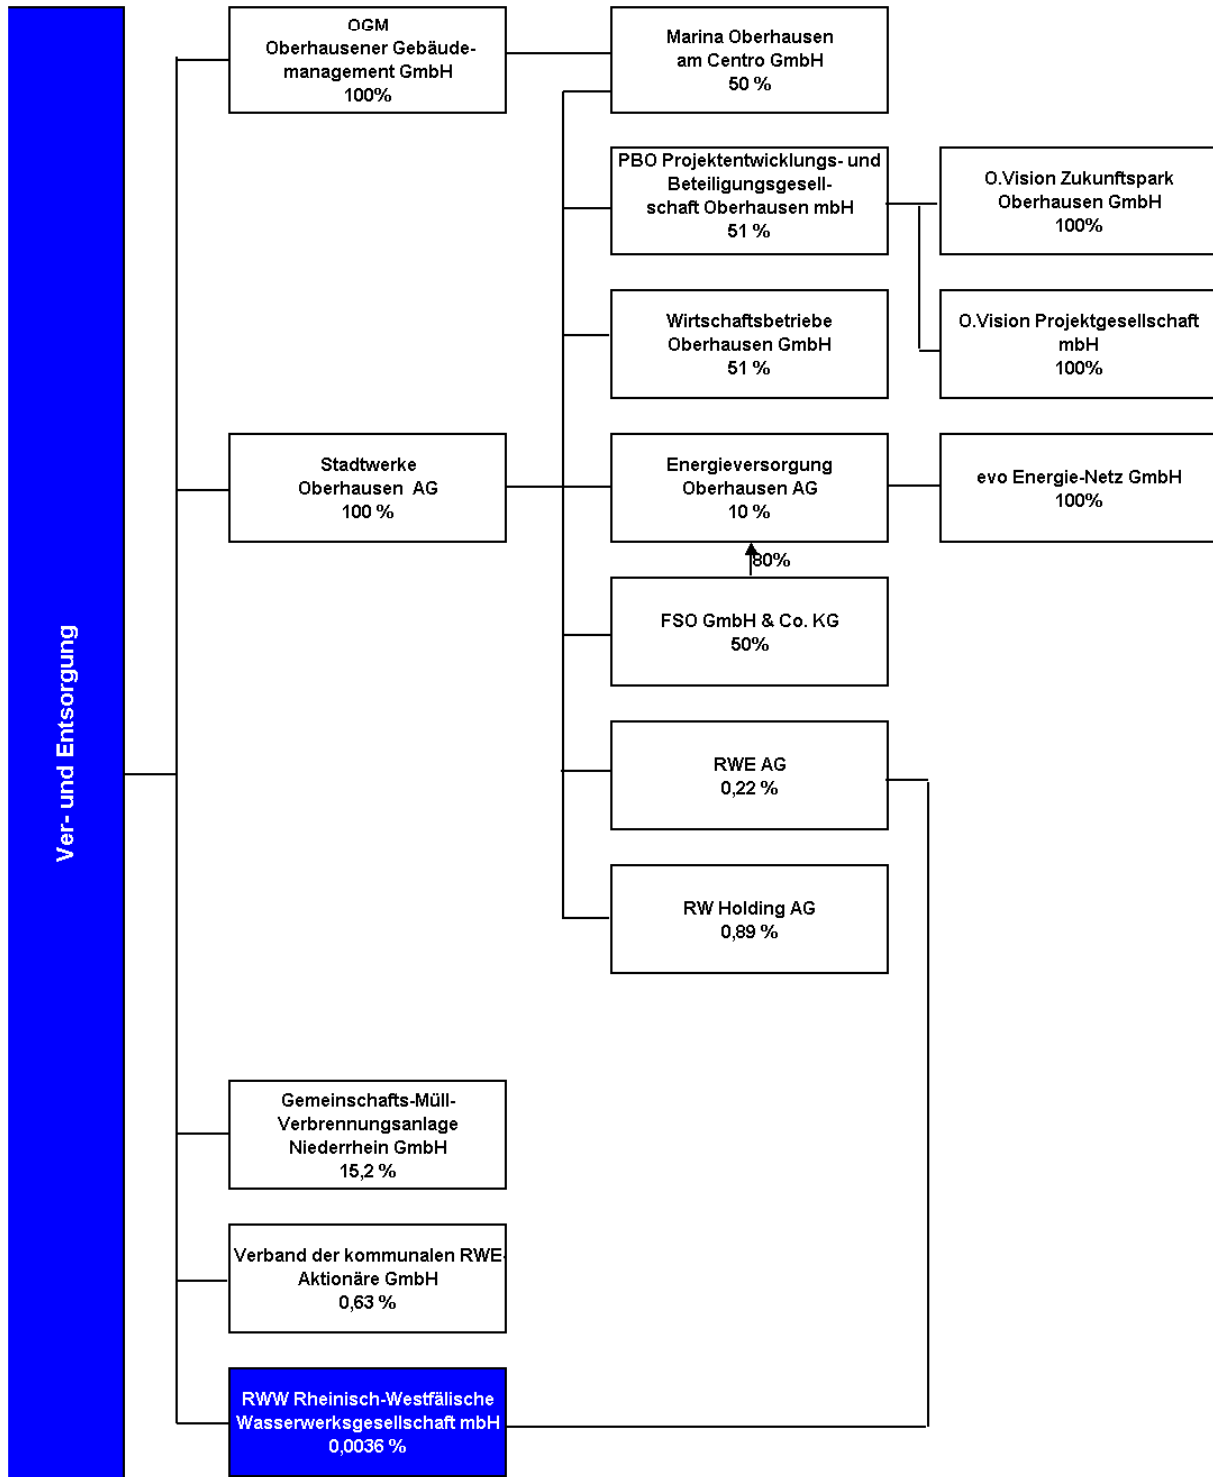 Ver- und Entsorgung
OGM
Oberhausener Gebäude-
management GmbH
100%
Marina Oberhausen
am Centro GmbH
50 %
PBO Projektentwicklungs- und
Beteiligungsgesell-
schaft Oberhausen mbH
51 %
O.Vision Zukunftspark
Oberhausen GmbH
100%
Wirtschaftsbetriebe
Oberhausen GmbH
51 %
O.Vision Projektgesellschaft
mbH
100%
Stadtwerke
Oberhausen AG
100 %
Energieversorgung
Oberhausen AG
10 %
evo Energie-Netz GmbH
100%
80%
FSO GmbH & Co. KG
50%
RWE AG
0,22 %
RW Holding AG
0,89 %
Gemeinschafts-Müll-
Verbrennungsanlage
Niederrhein GmbH
15,2 %
Verband der kommunalen RWE-
Aktionäre GmbH
0,63 %
RWW Rheinisch-Westfälische
Wasserwerksgesellschaft mbH
0,0036 %